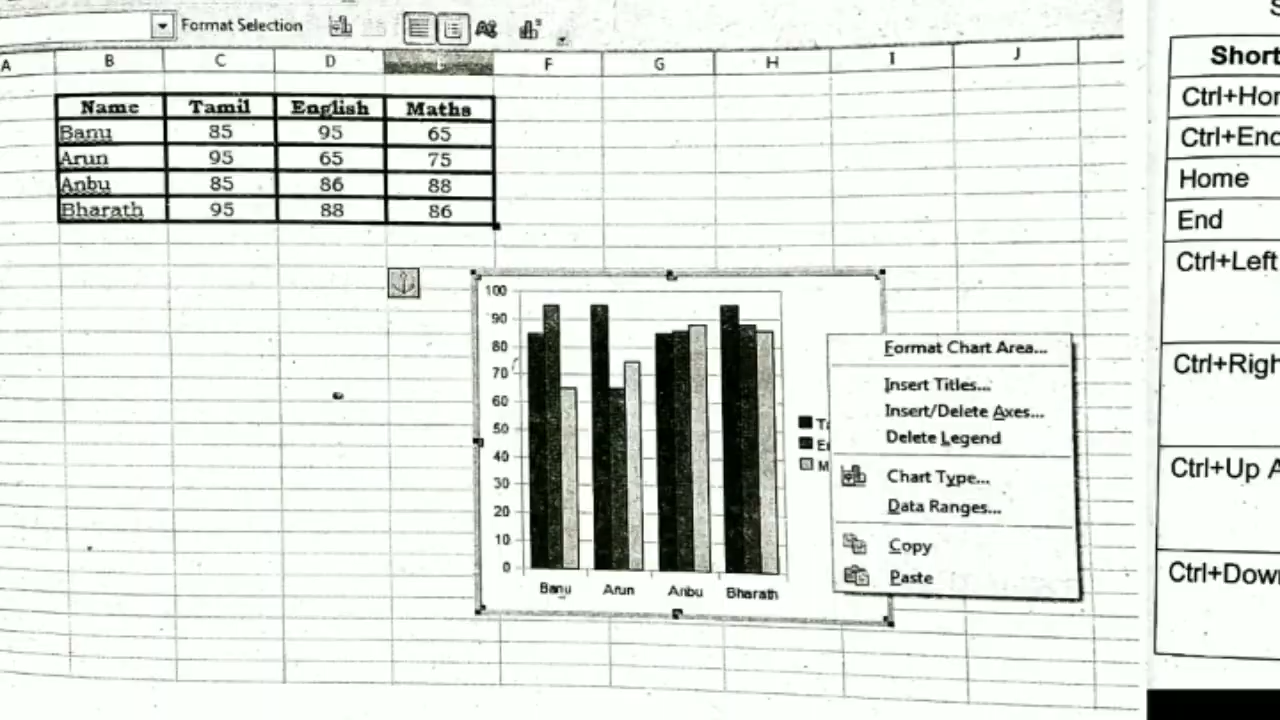 Format Selection
A B C D F G H I J
Name Tamil English Maths
Banu 85 95 65
Arun 95 65 75
Anbu 85 86 88
Bharath 95 88 86
100
90
80
70
60
50
40
30
20
10
0
Banu Arun Anbu Bharath
Format Chart Area...
Insert Titles...
Insert/Delete Axes...
Delete Legend
Chart Type...
Data Ranges...
Copy
Paste
Short
Ctrl+Hom
Ctrl+End
Home
End
Ctrl+Left
Ctrl+Righ
Ctrl+Up A
Ctrl+Down